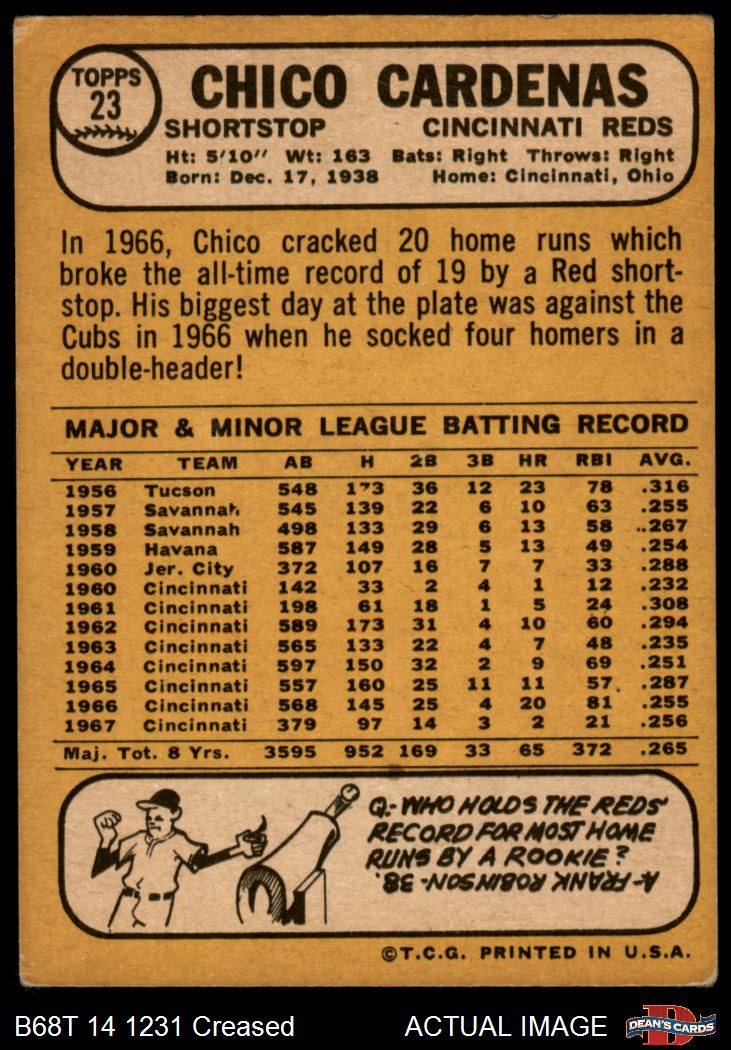 TOPPS
23
CHICO CARDENAS
SHORTSTOP CINCINNATI REDS
Ht: 5'10" Wt: 163 Bats: Right Throws: Right
Born: Dec. 17, 1938 Home: Cincinnati, Ohio
In 1966, Chico cracked 20 home runs which
broke the all-time record of 19 by a Red short-
stop. His biggest day at the plate was against the
Cubs in 1966 when he socked four homers in a
double-header!
MAJOR & MINOR LEAGUE BATTING RECORD
YEAR TEAM AB H 2B 3B HR RBI AVG.
1956 Tucson 548 173 36 12 23 78 .316
1957 Savannah 545 139 22 6 10 63 .255
1958 Savannah 498 133 29 6 13 58 .267
1959 Havana 587 149 28 5 13 49 .254
1960 Jer. City 372 107 16 7 7 33 .288
1960 Cincinnati 142 33 2 4 1 12 .232
1961 Cincinnati 198 61 18 1 5 24 .308
1962 Cincinnati 589 173 31 4 10 60 .294
1963 Cincinnati 565 133 22 4 7 48 .235
1964 Cincinnati 597 150 32 2 9 69 .251
1965 Cincinnati 557 160 25 11 11 57 .287
1966 Cincinnati 568 145 25 4 20 81 .255
1967 Cincinnati 379 97 14 3 2 21 .256
Maj. Tot. 8 Yrs. 3595 952 169 33 65 372 .265
Q.- WHO HOLDS THE REDS'
RECORD FOR MOST HOME
RUNS BY A ROOKIE?
A- FRANK ROBINSON- 38.
©T.C.G. PRINTED IN U.S.A.
B68T 14 1231 Creased ACTUAL IMAGE
D
DEAN'S CARDS